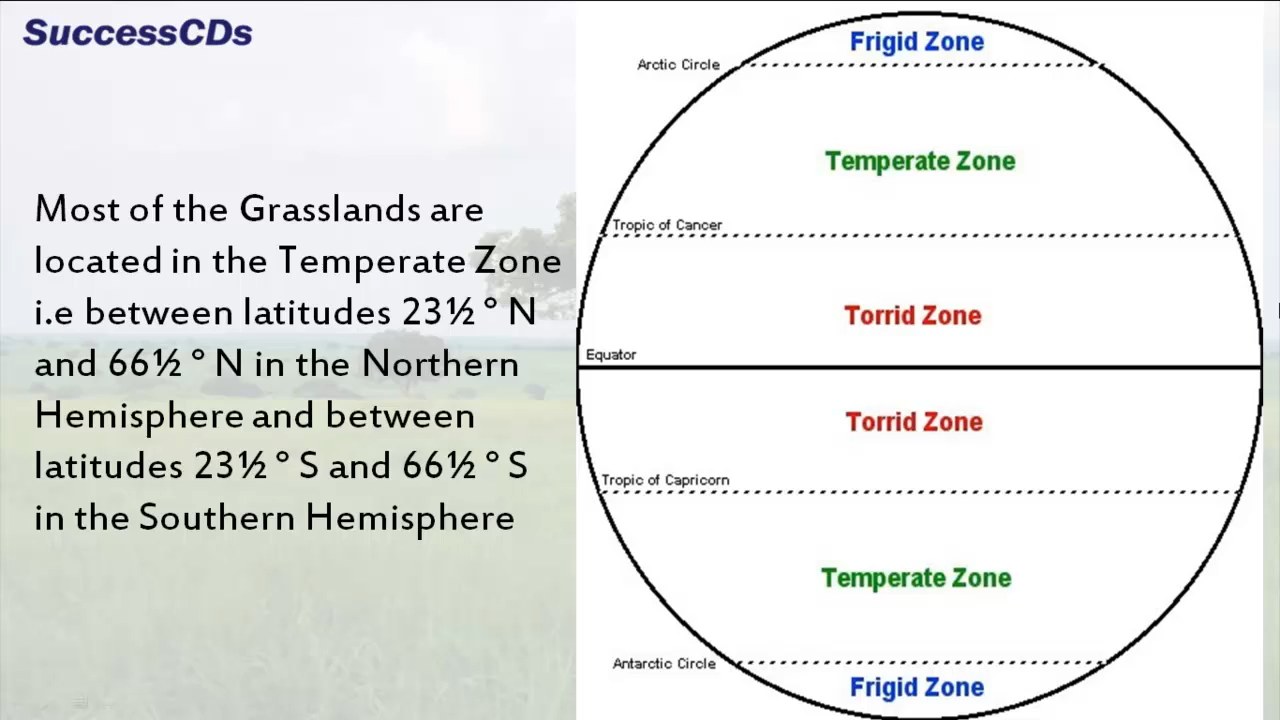 SuccessCDs
Most of the Grasslands are
located in the Temperate Zone
i.e between latitudes 23½ ° N
and 66½ ° N in the Northern
Hemisphere and between
latitudes 23½ ° S and 66½ ° S
in the Southern Hemisphere
Frigid Zone
Arctic Circle
Temperate Zone
Tropic of Cancer
Torrid Zone
Equator
Torrid Zone
Tropic of Capricorn
Temperate Zone
Antarctic Circle
Frigid Zone